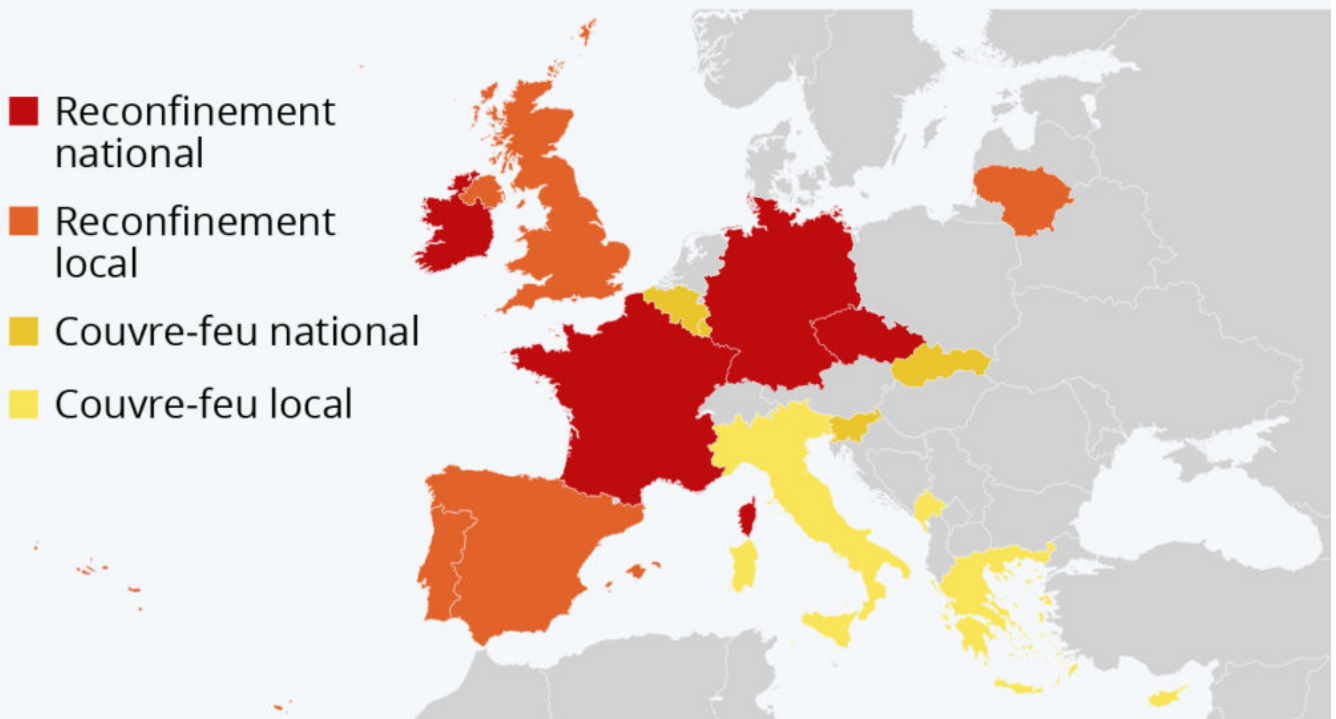 Reconfinement
national
Reconfinement
local
Couvre-feu national
Couvre-feu local